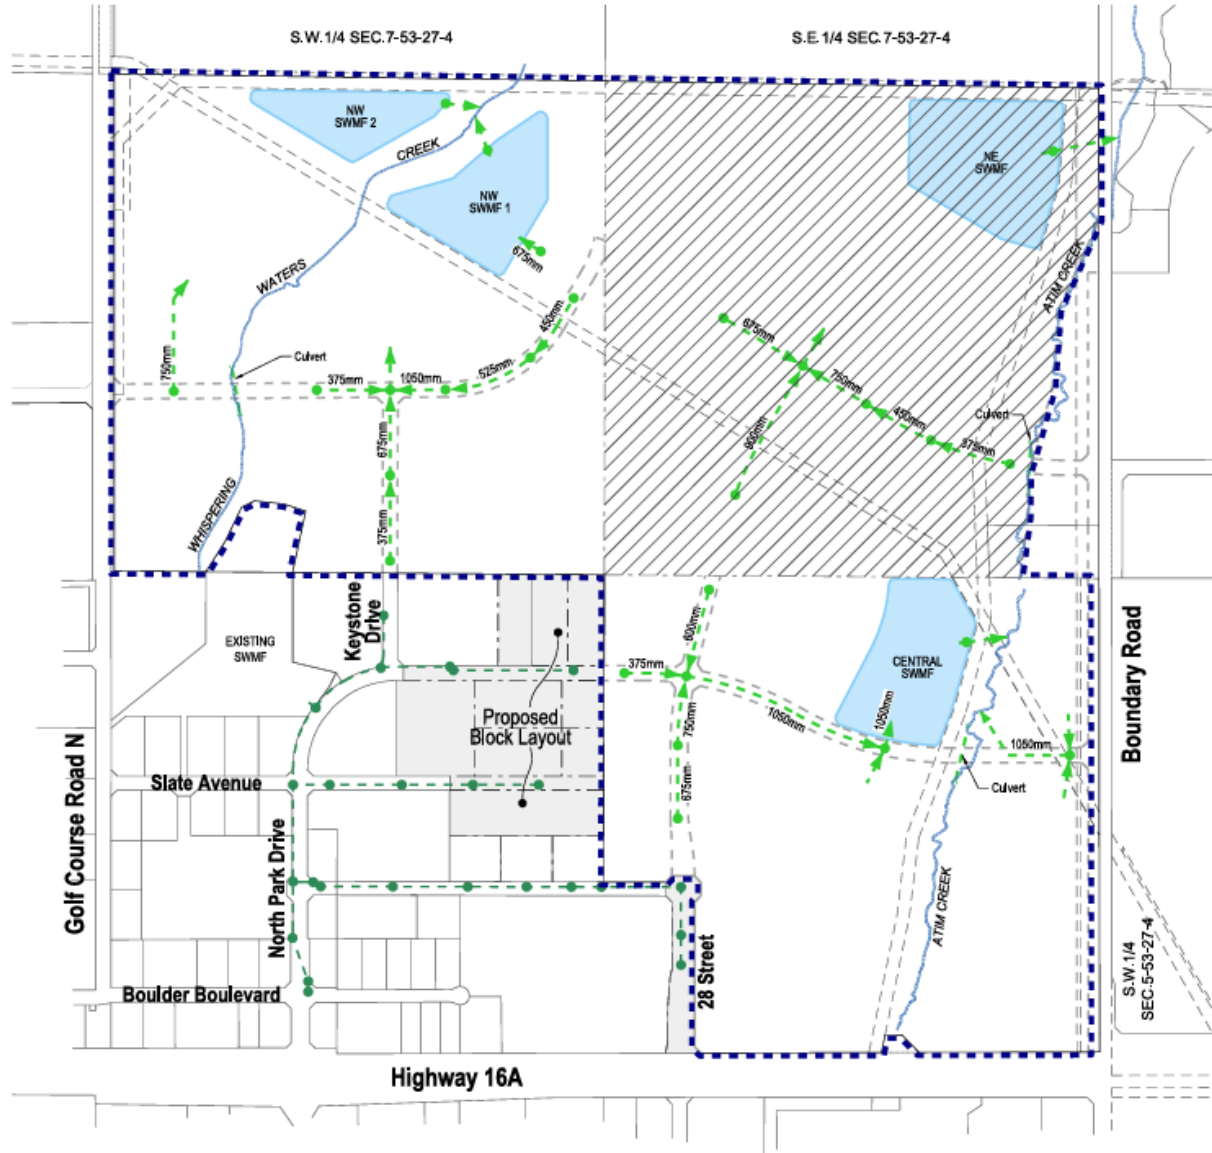 S.W.1/4 SEC.7-53-27-4
S.E.1/4 SEC.7-53-27-4
NW
SWMF 2
CREEK
NW
SWMF 1
NE
SWMF
675mm
WATERS
ATIM CREEK
450mm
675mm
750mm
Culvert
525mm
375mm
1050mm
750mm
900mm
450mm
375mm
Culvert
675mm
WHISPERING
375mm
Keystone
Drive
EXISTING
SWMF
600mm
375mm
CENTRAL
SWMF
Boundary Road
Proposed
Block Layout
750mm
1050mm
1050mm
1050mm
Slate Avenue
675mm
Culvert
Golf Course Road N
North Park Drive
ATIM CREEK
S.W.1/4
SEC.5-53-27-4
28 Street
Boulder Boulevard
Highway 16A